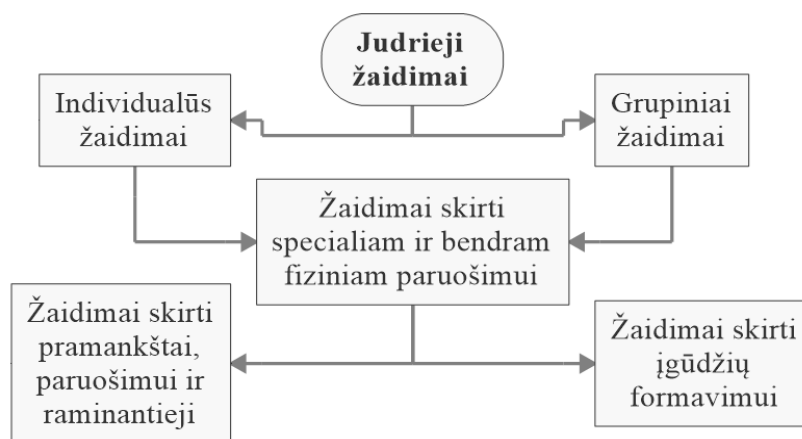 Judrieji
žaidimai
Individualūs
žaidimai
Grupiniai
žaidimai
Žaidimai skirti
specialiam ir bendram
fiziniam paruošimui
Žaidimai skirti
pramankštai,
paruošimui ir
raminantieji
Žaidimai skirti
įgūdžių
formavimui